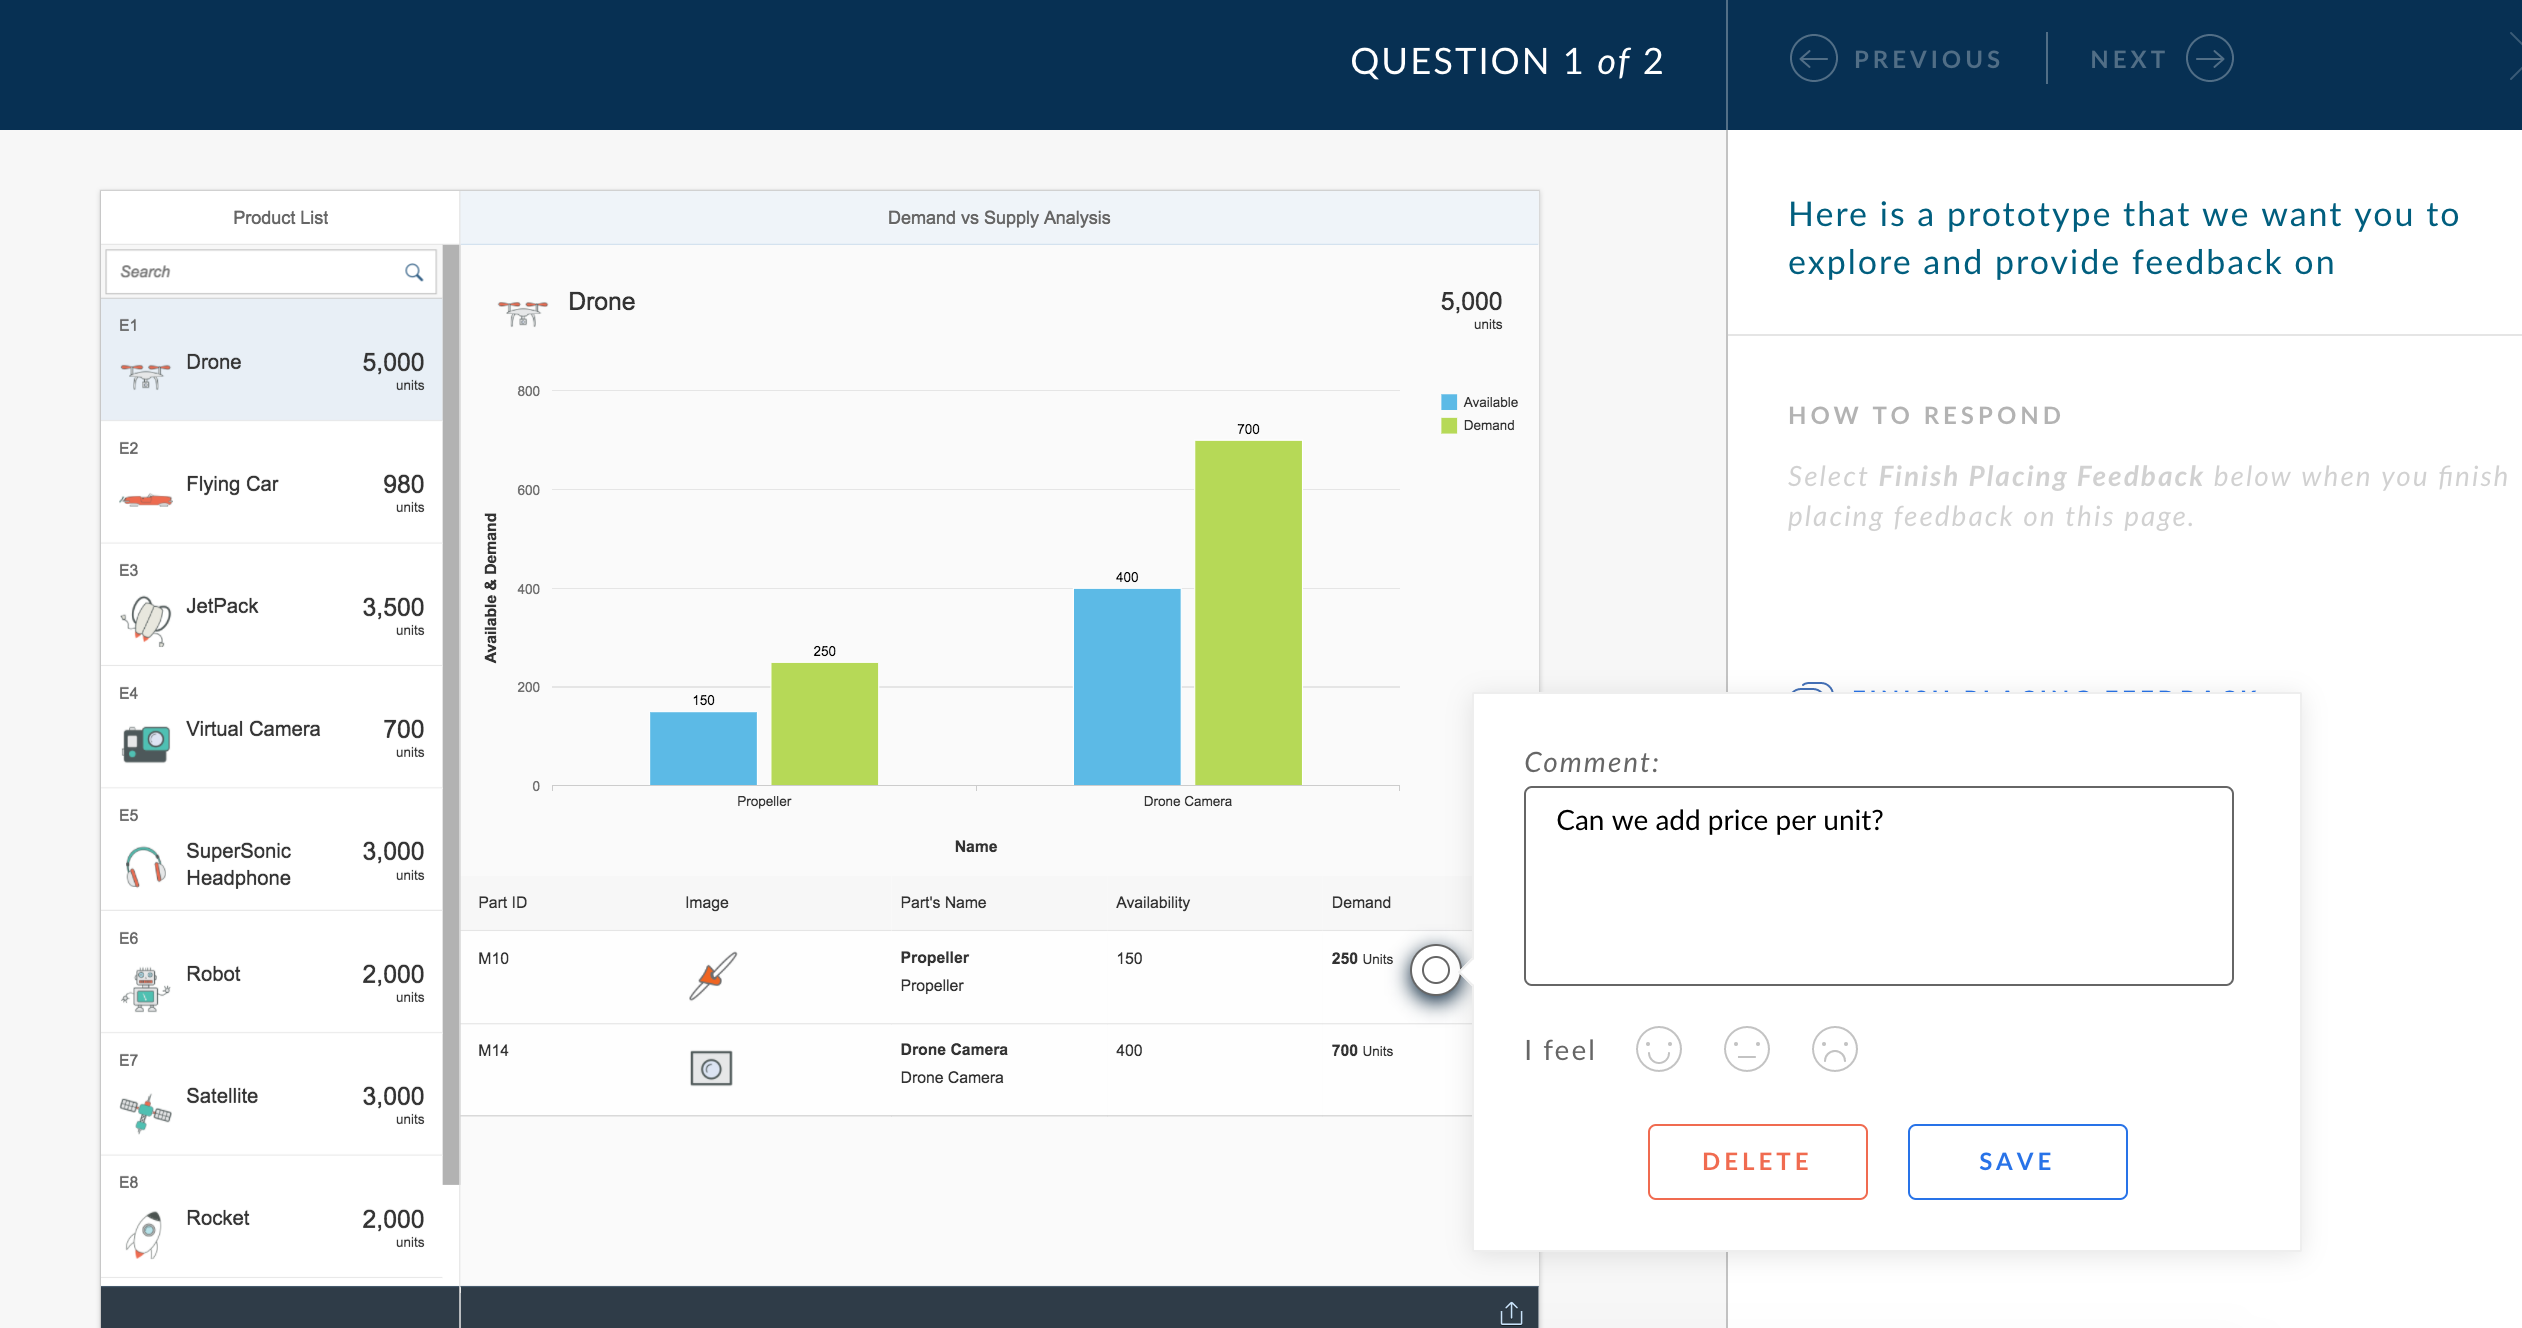 QUESTION 1 of 2
PREVIOUS
NEXT
Product List
Search
E1
Drone
5,000
units
E2
Flying Car
980
units
E3
JetPack
3,500
units
E4
Virtual Camera
700
units
E5
SuperSonic
Headphone
3,000
units
E6
Robot
2,000
units
E7
Satellite
3,000
units
E8
Rocket
2,000
units
Demand vs Supply Analysis
Drone
5,000
units
Available
Demand
Available & Demand
800
600
400
200
0
150
250
400
700
Propeller
Drone Camera
Name
Part ID
Image
Part's Name
Availability
Demand
M10
Propeller
Propeller
150
250 Units
M14
Drone Camera
Drone Camera
400
700 Units
Here is a prototype that we want you to
explore and provide feedback on
HOW TO RESPOND
Select Finish Placing Feedback below when you finish
placing feedback on this page.
FINISH PLACING FEEDBACK
Comment:
Can we add price per unit?
I feel
DELETE
SAVE